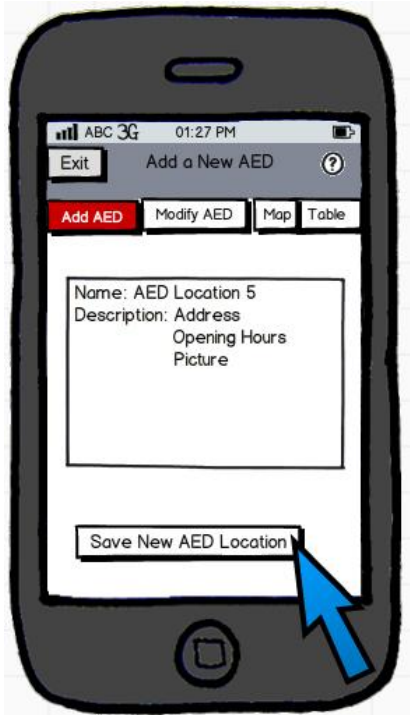 ABC 3G 01:27 PM
Exit Add a New AED ?
Add AED Modify AED Map Table
Name: AED Location 5
Description: Address
Opening Hours
Picture
Save New AED Location